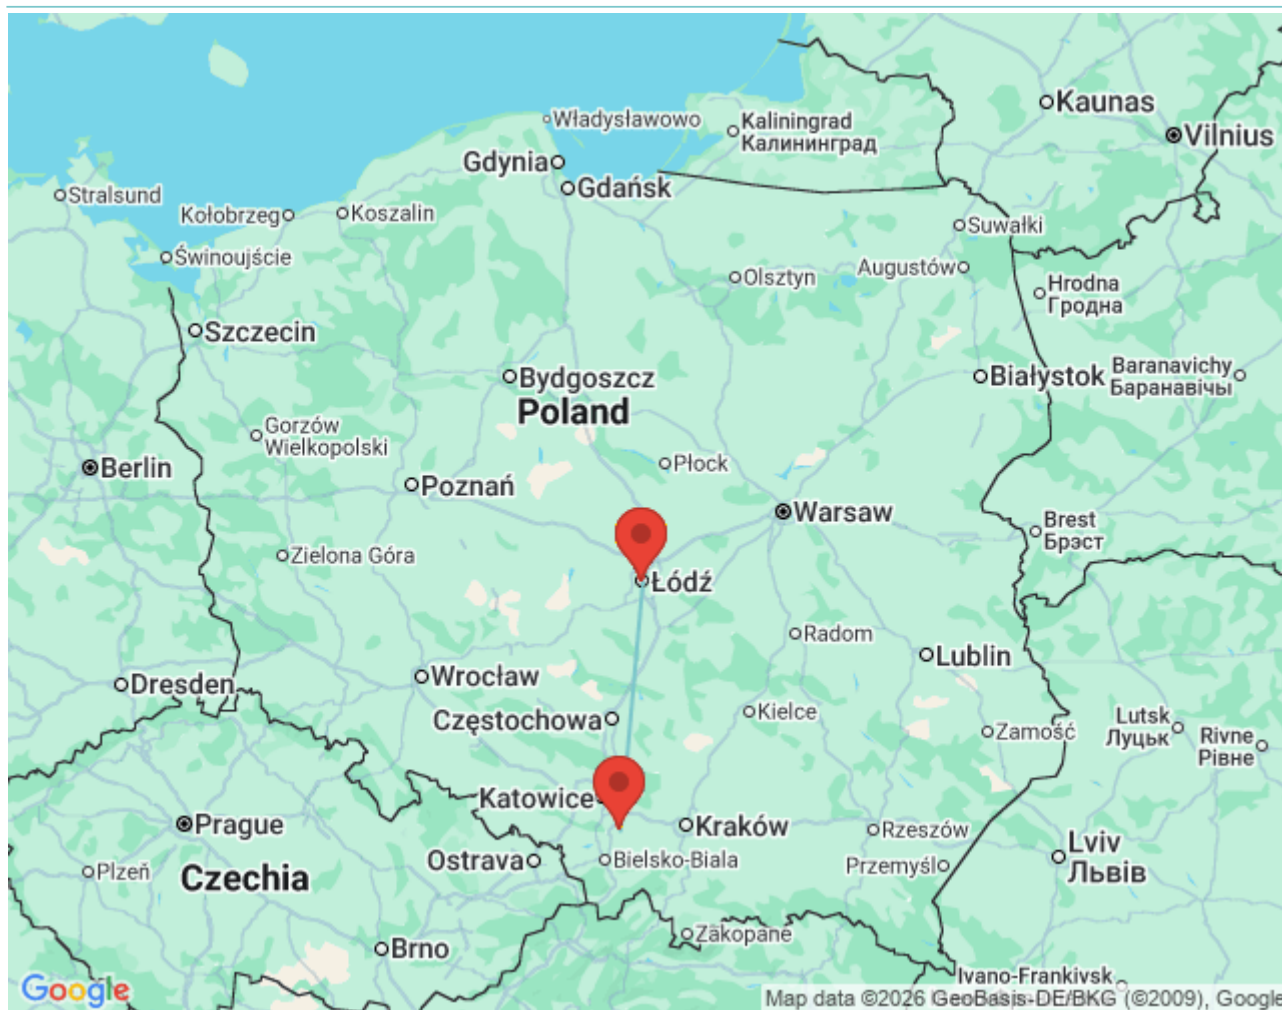 Kaunas
Władysławowo
Kaliningrad
Калининград
Vilnius
Gdynia
Gdańsk
Stralsund
Kołobrzeg
Koszalin
Suwałki
Świnoujście
Olsztyn
Augustów
Hrodna
Гродна
Szczecin
Bydgoszcz
Białystok
Baranavichy
Баранавічы
Poland
Gorzów
Wielkopolski
Berlin
Płock
Poznań
Warsaw
Brest
Брэст
Zielona Góra
Łódź
Radom
Lublin
Wrocław
Dresden
Częstochowa
Kielce
Zamość
Lutsk
Луцьк
Rivne
Рівне
Katowice
Prague
Kraków
Rzeszów
Lviv
Львів
Ostrava
Bielsko-Biala
Przemyśl
Plzeň
Czechia
Zakopane
Brno
Ivano-Frankivsk
Google
Map data ©2026 GeoBasis-DE/BKG (©2009), Google